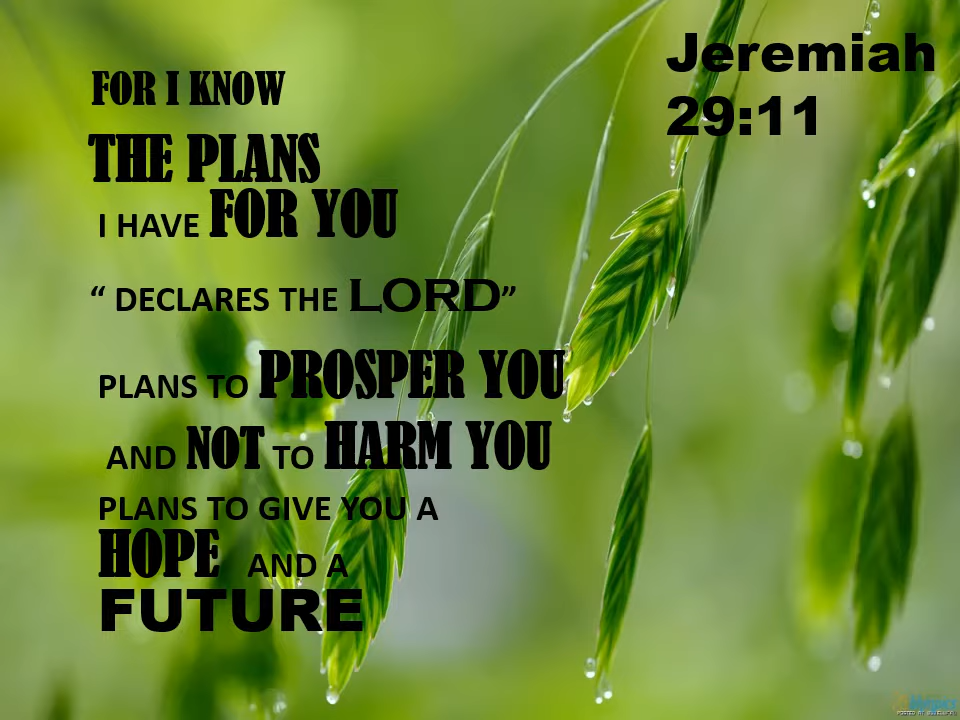 Jeremiah
29:11
FOR I KNOW
THE PLANS
I HAVE FOR YOU
“ DECLARES THE LORD”
PLANS TO PROSPER YOU
AND NOT TO HARM YOU
PLANS TO GIVE YOU A
HOPE AND A
FUTURE